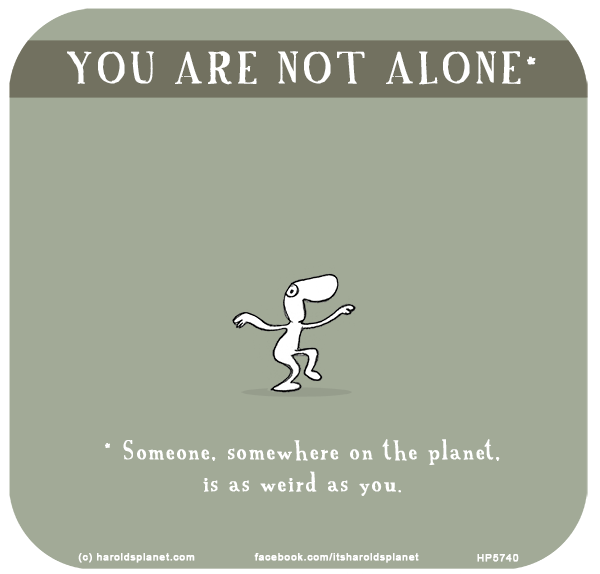 YOU ARE NOT ALONE*
* Someone, somewhere on the planet,
is as weird as you.
(c) haroldsplanet.com facebook.com/itsharoldsplanet HP5740